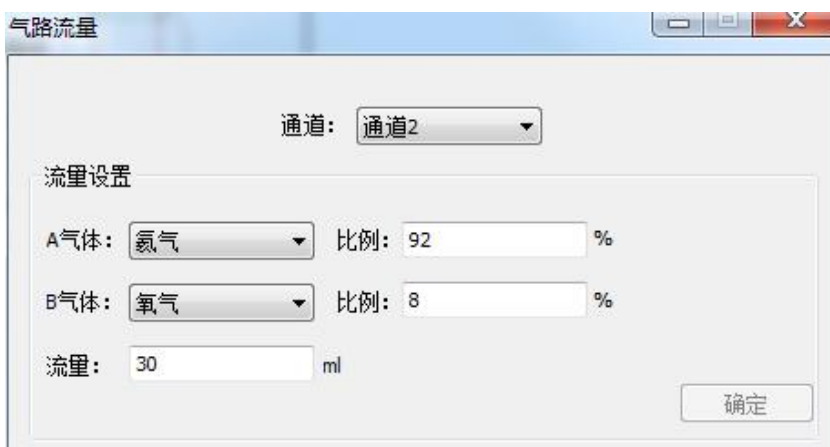 气路流量
通道： 通道2
流量设置
A气体： 氦气 比例： 92 %
B气体： 氧气 比例： 8 %
流量： 30 ml
确定